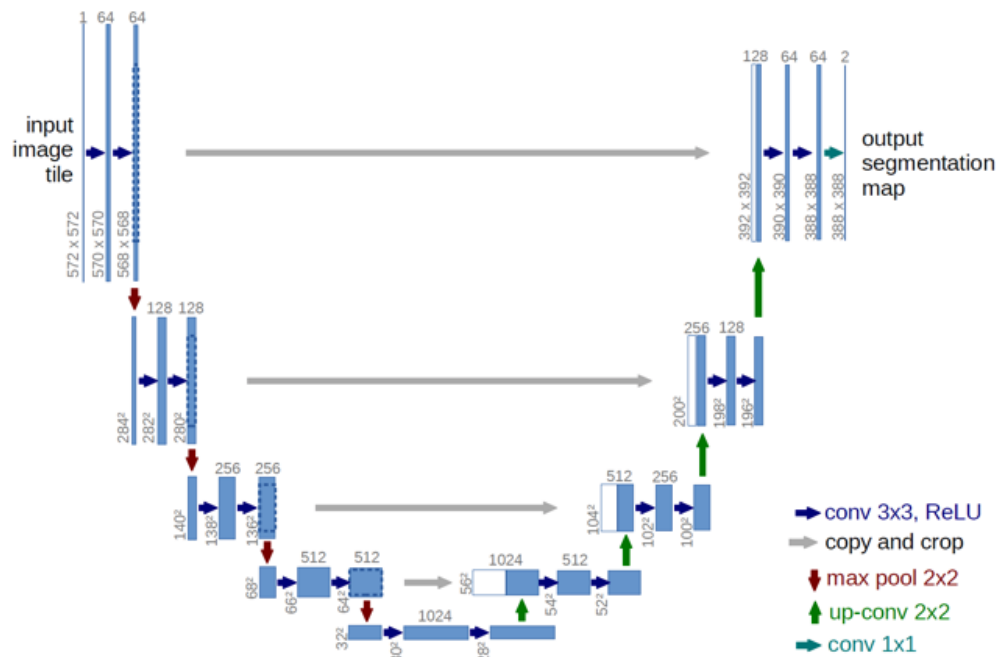 1 64 64
128 64 64 2
input
image
tile
output
segmentation
map
572 x 572
570 x 570
568 x 568
392 x 392
390 x 390
388 x 388
388 x 388
128 128
256 128
284²
282²
280²
200²
198²
196²
256 256
512 256
140²
138²
136²
104²
102²
100²
conv 3x3, ReLU
copy and crop
max pool 2x2
up-conv 2x2
conv 1x1
512 512
1024 512
68²
66²
64²
56²
54²
52²
1024
32²